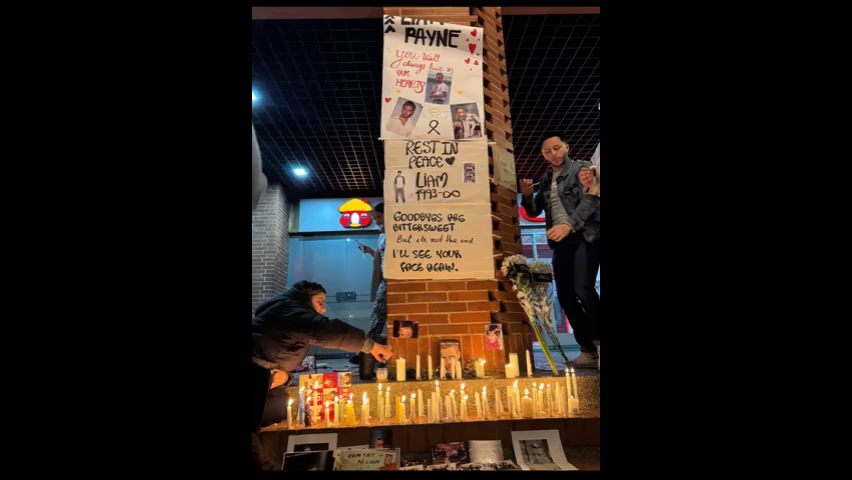 LIAM
PAYNE
You Will
always live in
our
HEARTS
REST IN
PEACE
LIAM
1993-∞
GOODBYES ARE
BITTERSWEET
But it's not the end
I'LL SEE YOUR
FACE AGAIN.